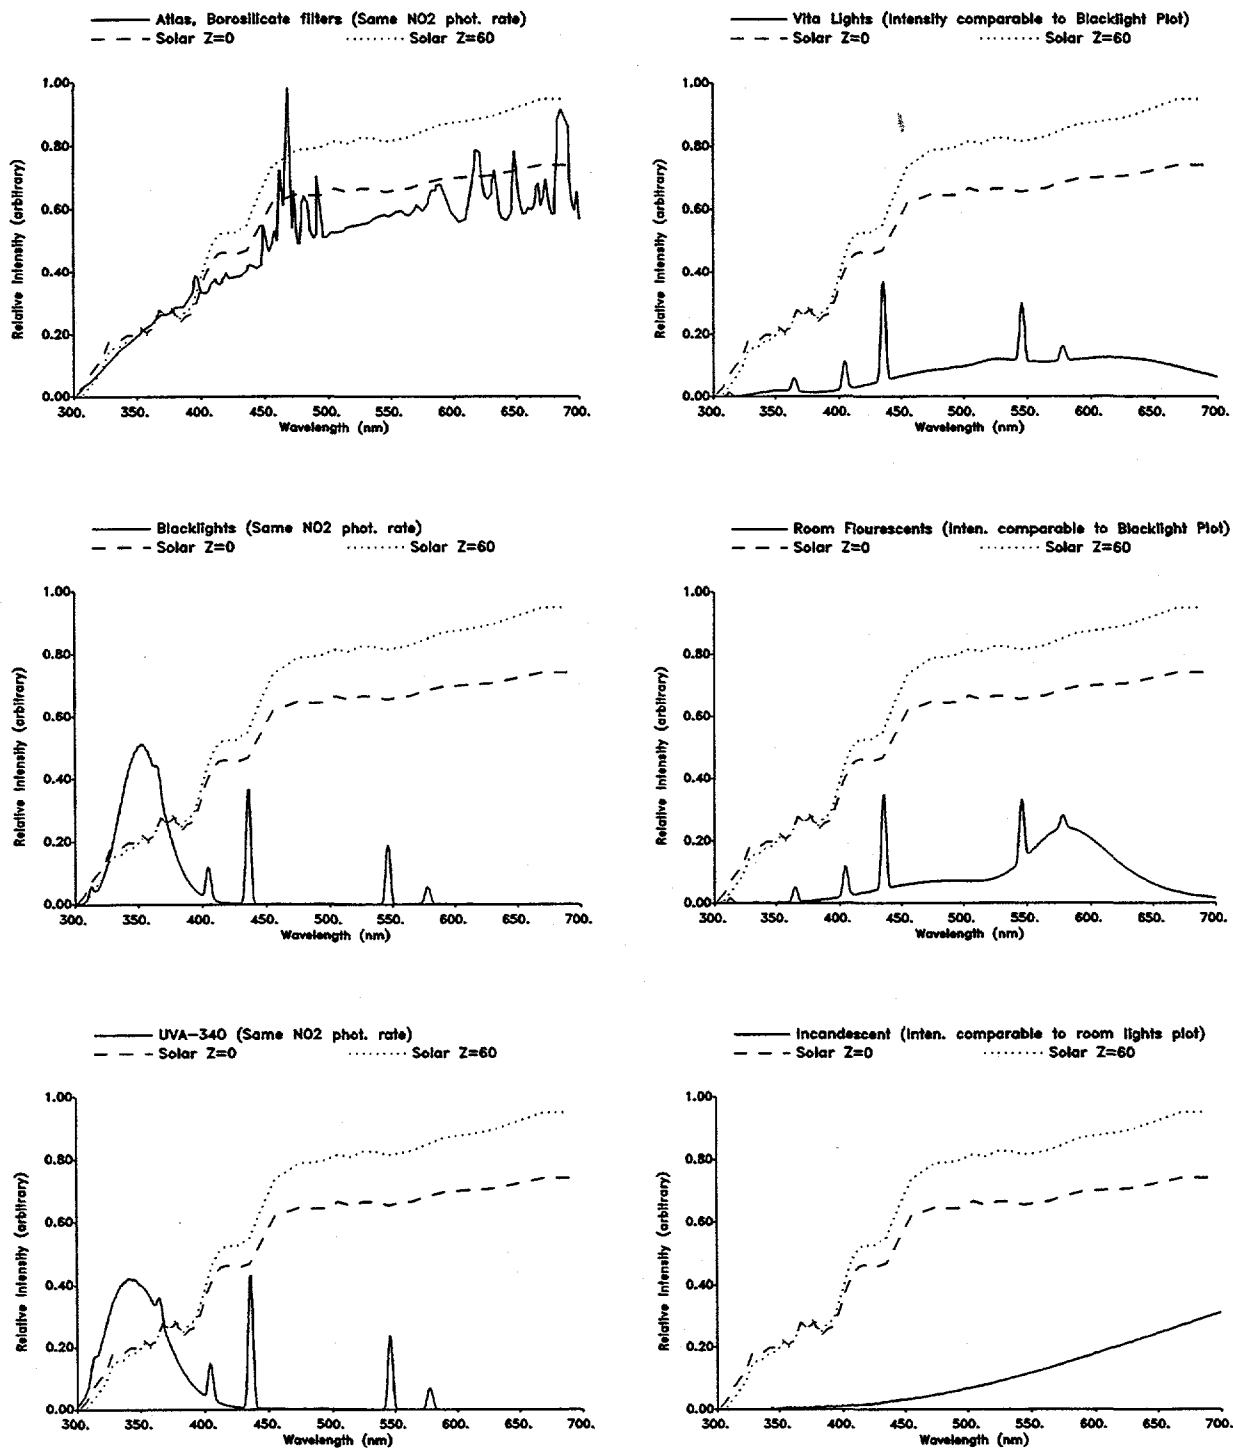 Atlas, Borosilicate filters (Same NO2 phot. rate)
Solar Z=0 Solar Z=60
1.00
0.80
0.60
0.40
0.20
0.00
Relative Intensity (arbitrary)
300. 350. 400. 450. 500. 550. 600. 650. 700.
Wavelength (nm)
Vita Lights (Intensity comparable to Blacklight Plot)
Solar Z=0 Solar Z=60
1.00
0.80
0.60
0.40
0.20
0.00
Relative Intensity (arbitrary)
300. 350. 400. 450. 500. 550. 600. 650. 700.
Wavelength (nm)
Blacklights (Same NO2 phot. rate)
Solar Z=0 Solar Z=60
1.00
0.80
0.60
0.40
0.20
0.00
Relative Intensity (arbitrary)
300. 350. 400. 450. 500. 550. 600. 650. 700.
Wavelength (nm)
Room Flourescents (Inten. comparable to Blacklight Plot)
Solar Z=0 Solar Z=60
1.00
0.80
0.60
0.40
0.20
0.00
Relative Intensity (arbitrary)
300. 350. 400. 450. 500. 550. 600. 650. 700.
Wavelength (nm)
UVA-340 (Same NO2 phot. rate)
Solar Z=0 Solar Z=60
1.00
0.80
0.60
0.40
0.20
0.00
Relative Intensity (arbitrary)
300. 350. 400. 450. 500. 550. 600. 650. 700.
Wavelength (nm)
Incandescent (Inten. comparable to room lights plot)
Solar Z=0 Solar Z=60
1.00
0.80
0.60
0.40
0.20
0.00
Relative Intensity (arbitrary)
300. 350. 400. 450. 500. 550. 600. 650. 700.
Wavelength (nm)